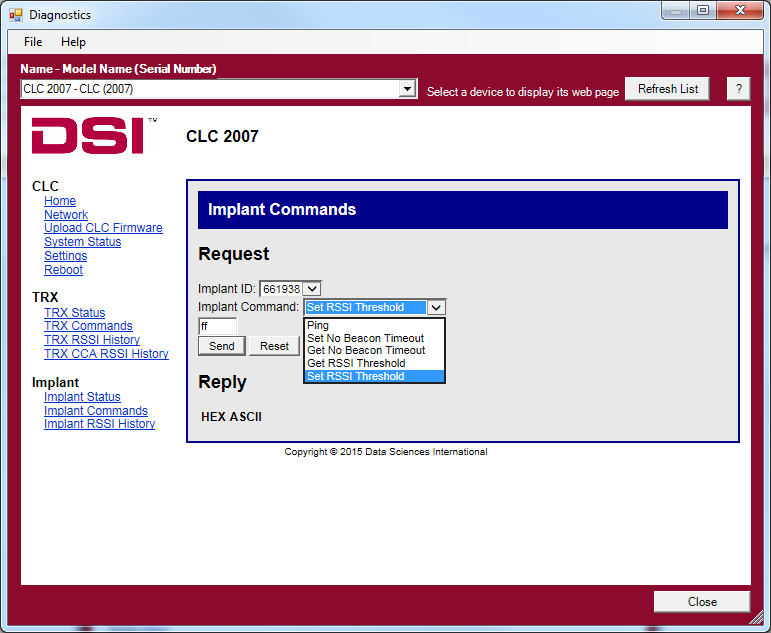 Diagnostics
File Help
Name - Model Name (Serial Number)
CLC 2007 - CLC (2007)
Select a device to display its web page
Refresh List
?
DSI™
CLC 2007
CLC
Home
Network
Upload CLC Firmware
System Status
Settings
Reboot
TRX
TRX Status
TRX Commands
TRX RSSI History
TRX CCA RSSI History
Implant
Implant Status
Implant Commands
Implant RSSI History
Implant Commands
Request
Implant ID: 661938
Implant Command: Set RSSI Threshold
ff
Send Reset
Ping
Set No Beacon Timeout
Get No Beacon Timeout
Get RSSI Threshold
Set RSSI Threshold
Reply
HEX ASCII
Copyright © 2015 Data Sciences International
Close